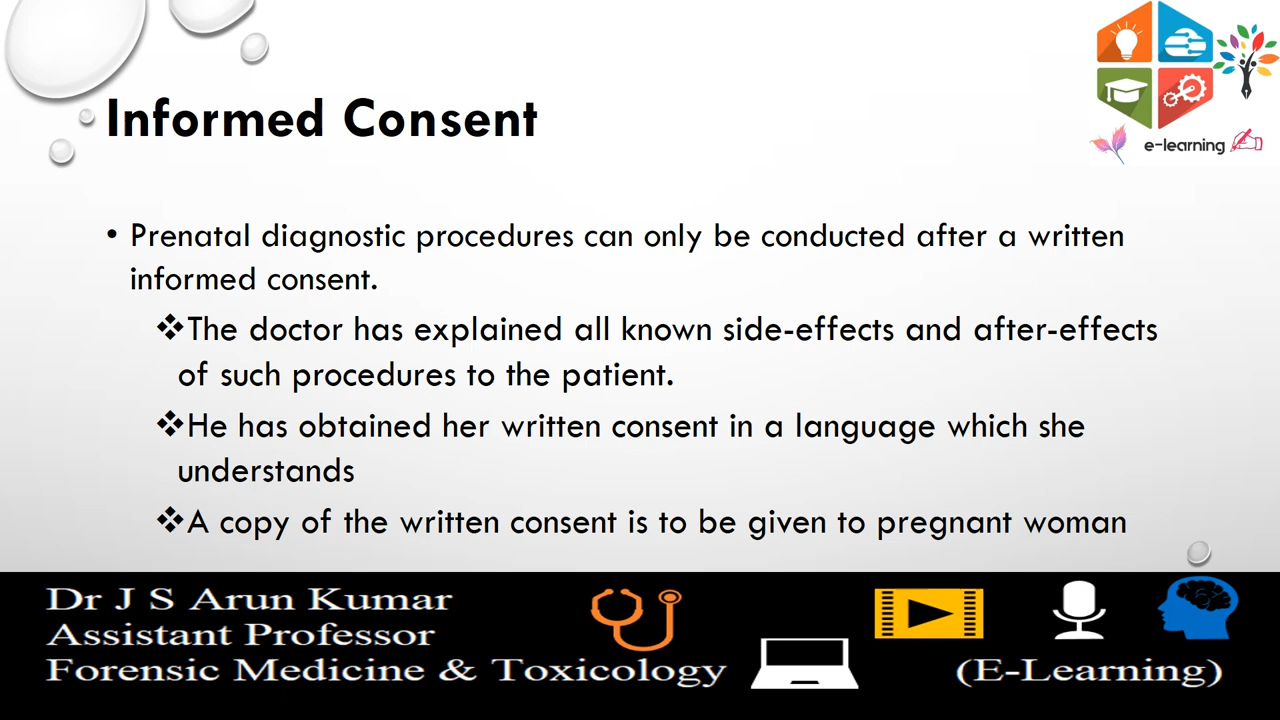 Informed Consent
e-learning
• Prenatal diagnostic procedures can only be conducted after a written
informed consent.
❖The doctor has explained all known side-effects and after-effects
of such procedures to the patient.
❖He has obtained her written consent in a language which she
understands
❖A copy of the written consent is to be given to pregnant woman
Dr J S Arun Kumar
Assistant Professor
Forensic Medicine & Toxicology
(E-Learning)